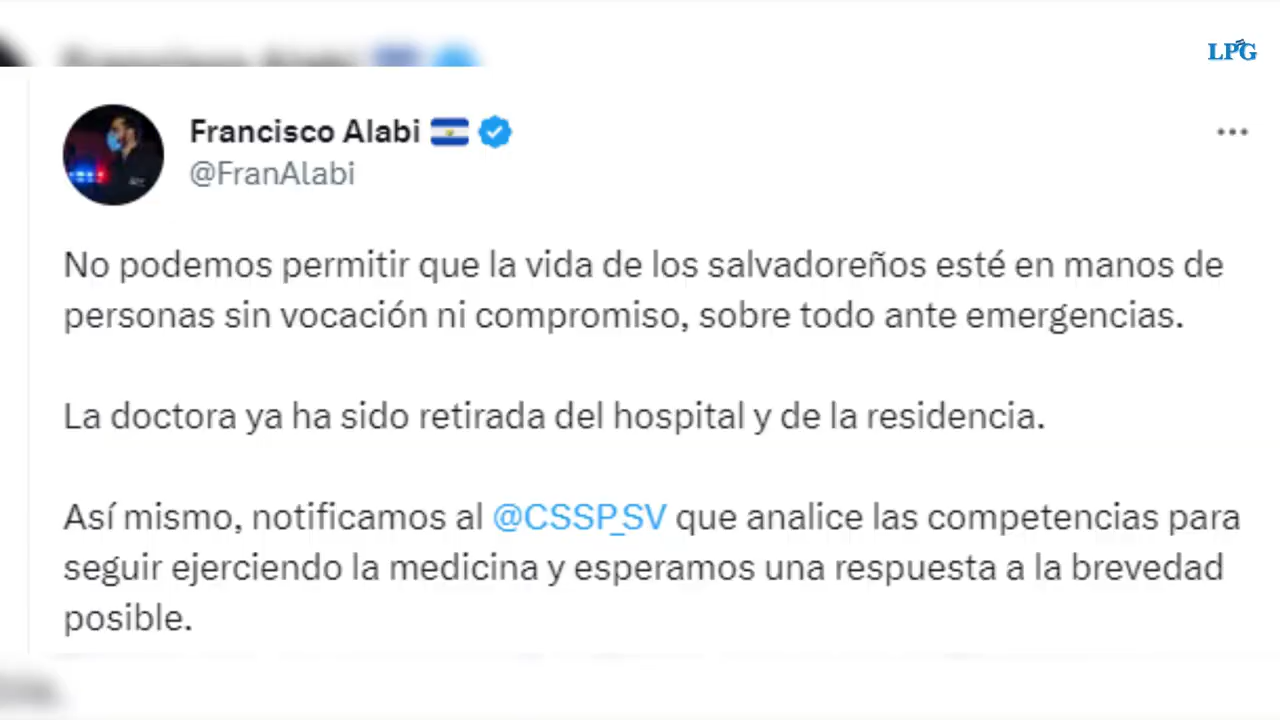 LPG
Francisco Alabi
@FranAlabi
No podemos permitir que la vida de los salvadoreños esté en manos de
personas sin vocación ni compromiso, sobre todo ante emergencias.
La doctora ya ha sido retirada del hospital y de la residencia.
Así mismo, notificamos al @CSSP_SV que analice las competencias para
seguir ejerciendo la medicina y esperamos una respuesta a la brevedad
posible.